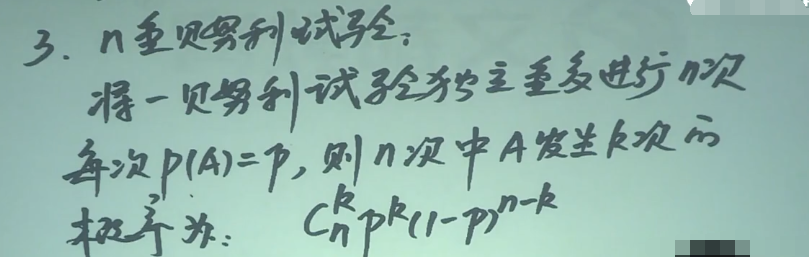 3. n重贝努利试验:
将一贝努利试验独立重复进行n次
每次P(A)=P,则n次中A发生k次的
概率为: C_n^k P^k (1-P)^{n-k}